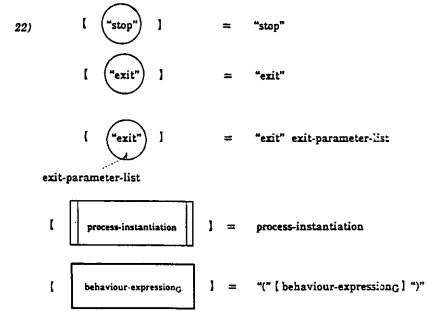 22) 【 “stop” 】 = “stop”
【 “exit” 】 = “exit”
【 “exit” 】 = “exit” exit-parameter-list
exit-parameter-list
【 process-instantiation 】 = process-instantiation
【 behaviour-expressionG 】 = “(” 【 behaviour-expressionG 】 “)”